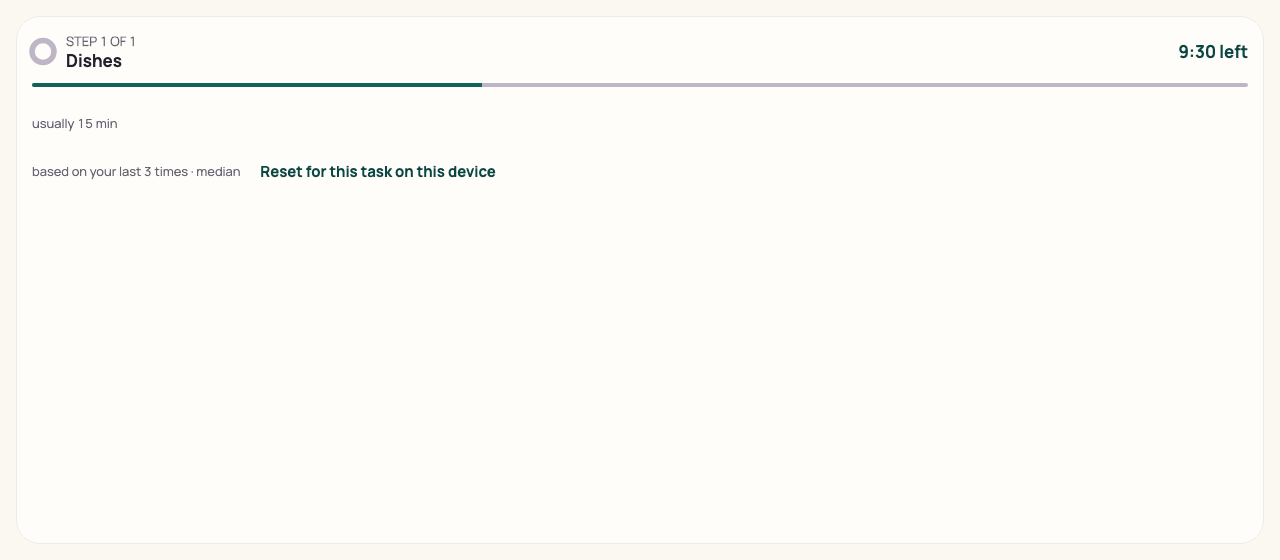 STEP 1 OF 1
Dishes
9:30 left
usually 15 min
based on your last 3 times · median
Reset for this task on this device